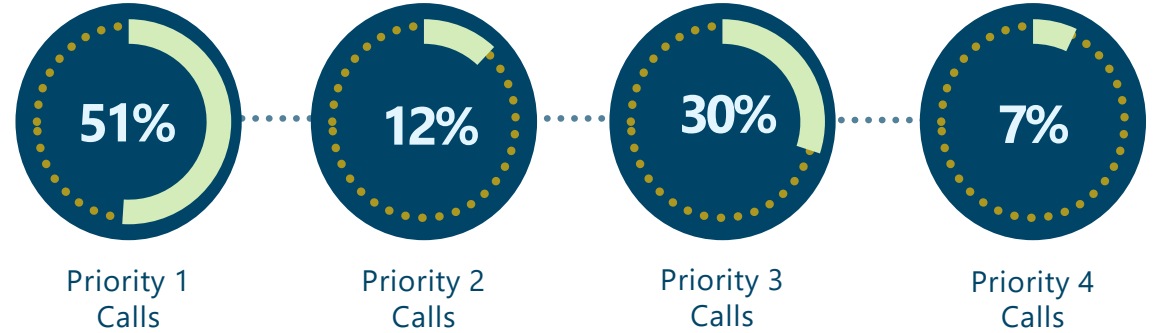 51%
Priority 1
Calls
12%
Priority 2
Calls
30%
Priority 3
Calls
7%
Priority 4
Calls